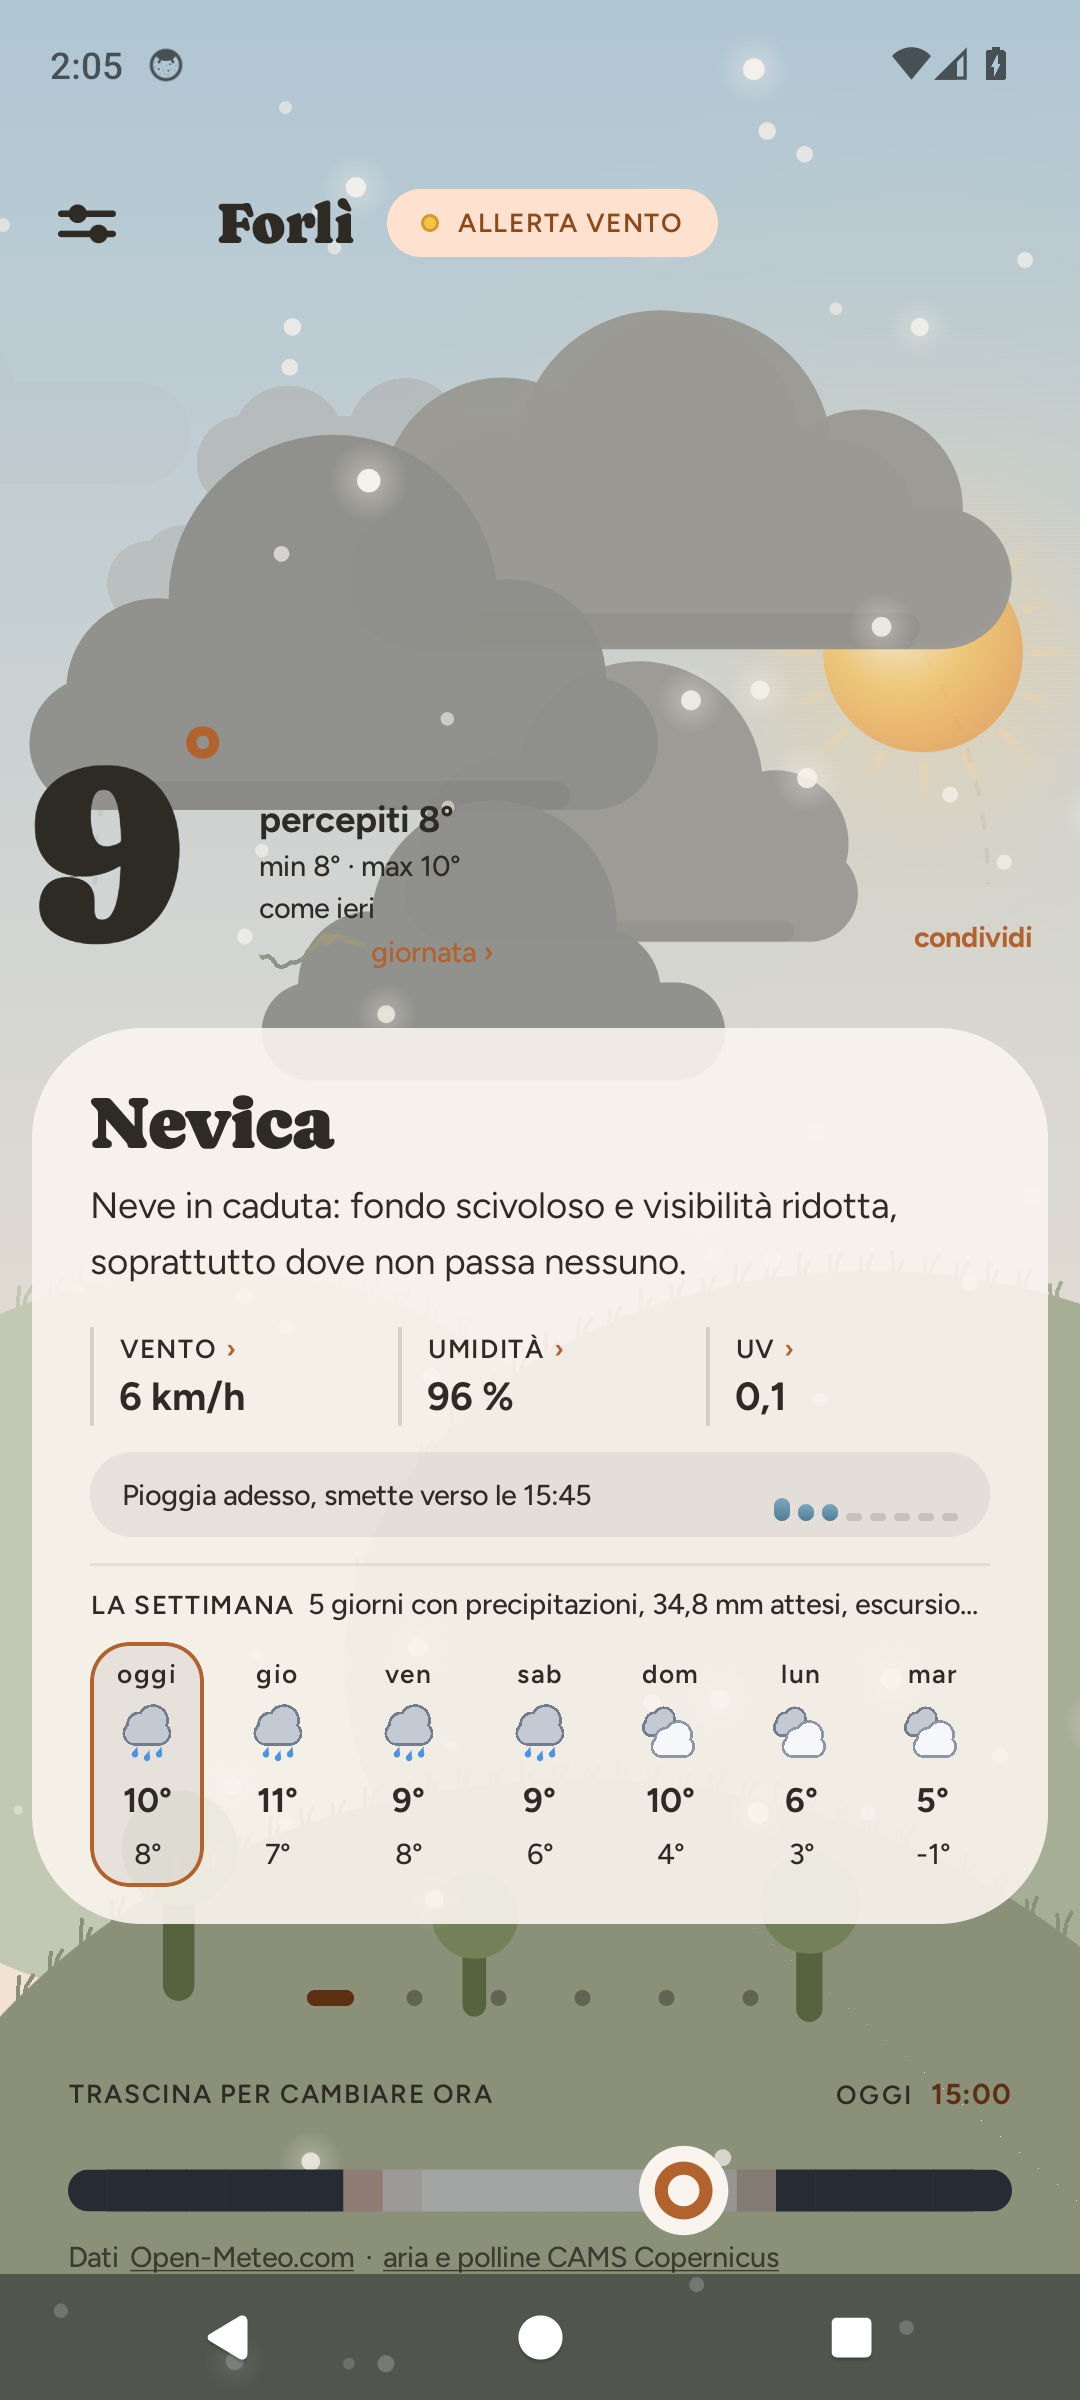 2:05
Forlì
ALLERTA VENTO
9°
percepiti 8°
min 8° · max 10°
come ieri
giornata ›
condividi
Nevica
Neve in caduta: fondo scivoloso e visibilità ridotta,
soprattutto dove non passa nessuno.
VENTO › UMIDITÀ › UV ›
6 km/h 96 % 0,1
Pioggia adesso, smette verso le 15:45
LA SETTIMANA 5 giorni con precipitazioni, 34,8 mm attesi, escursio...
oggi gio ven sab dom lun mar
10° 11° 9° 9° 10° 6° 5°
8° 7° 8° 6° 4° 3° -1°
TRASCINA PER CAMBIARE ORA OGGI 15:00
Dati Open-Meteo.com · aria e polline CAMS Copernicus